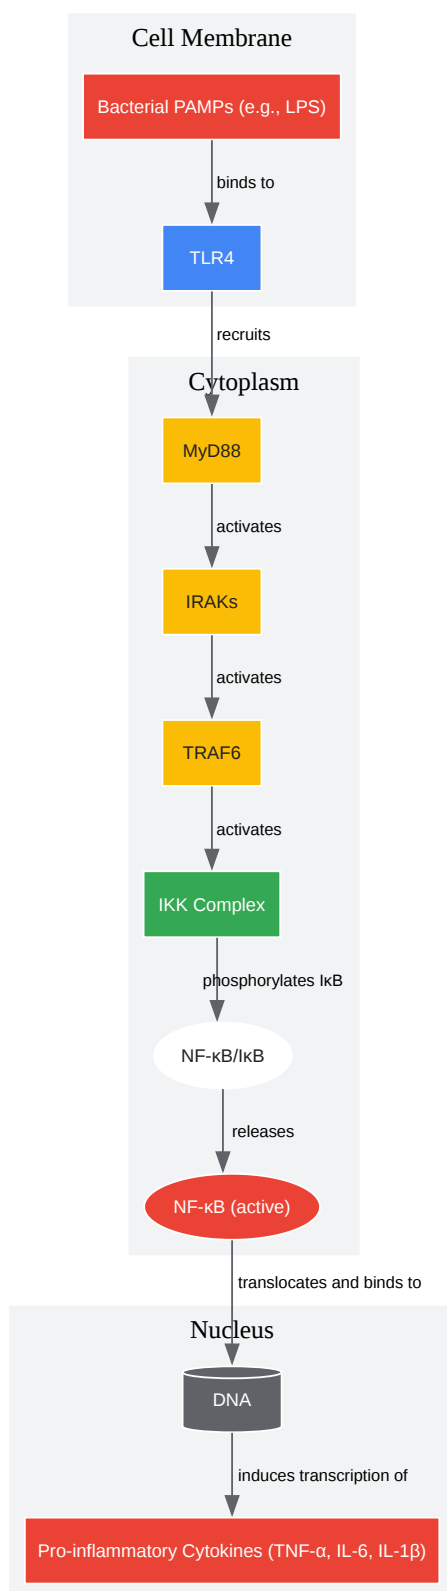 Cell Membrane
Bacterial PAMPs (e.g., LPS)
binds to
TLR4
recruits
Cytoplasm
MyD88
activates
IRAKs
activates
TRAF6
activates
IKK Complex
phosphorylates IκB
NF-κB/IκB
releases
NF-κB (active)
translocates and binds to
Nucleus
DNA
induces transcription of
Pro-inflammatory Cytokines (TNF-α, IL-6, IL-1β)